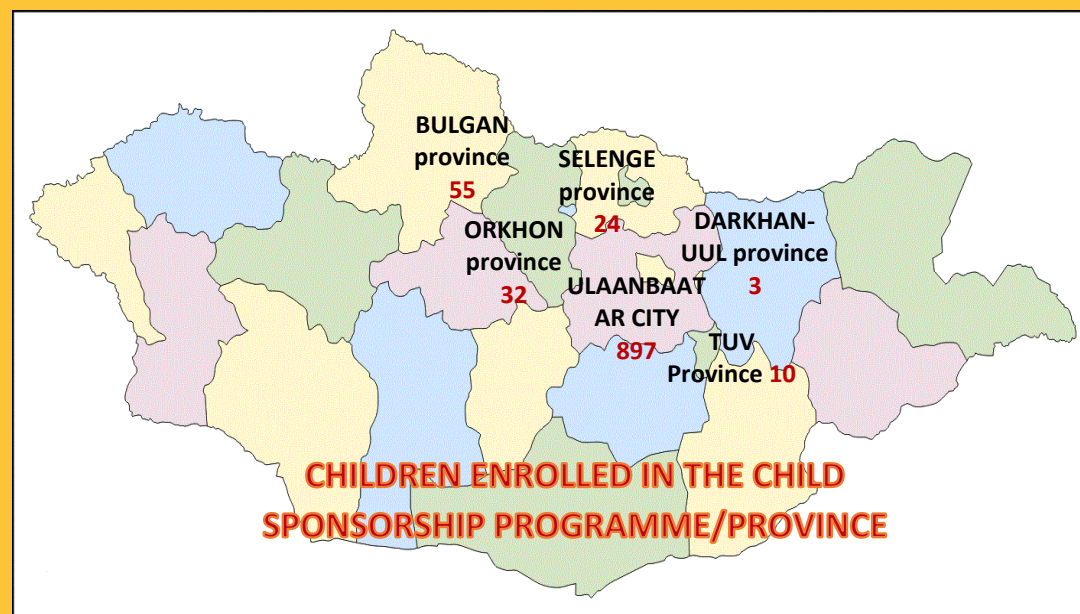 BULGAN
province
55
SELENGE
province
24
ORKHON
province
32
DARKHAN-
UUL province
3
ULAANBAAT
AR CITY
897
TUV
Province 10
CHILDREN ENROLLED IN THE CHILD
SPONSORSHIP PROGRAMME/PROVINCE